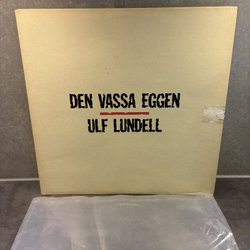 DEN VASSA EGGEN
ULF LUNDELL